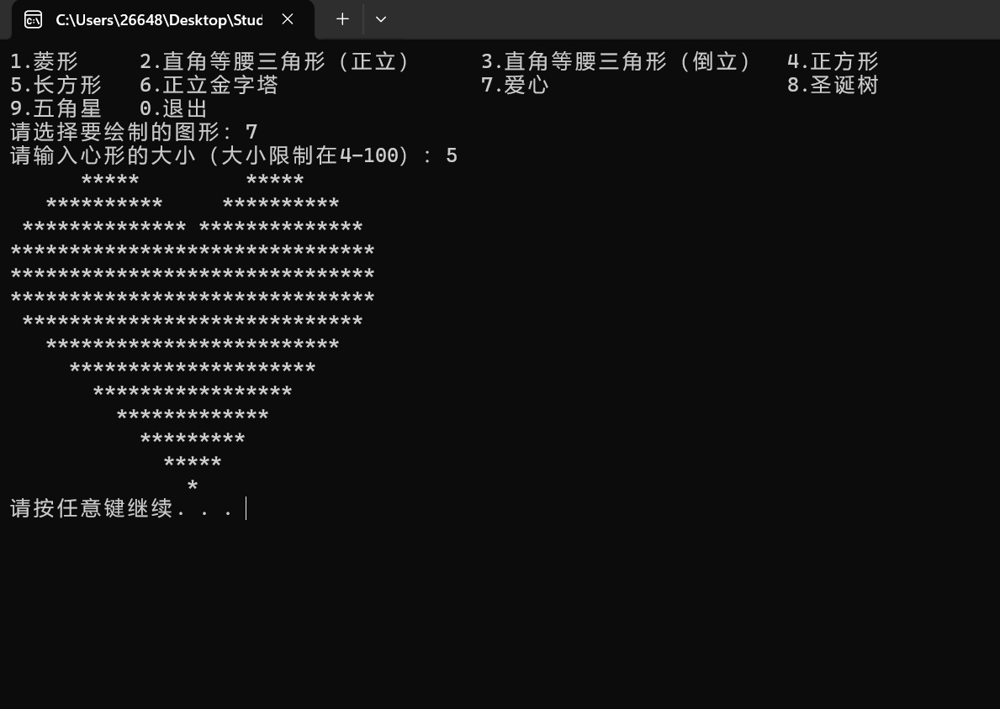 C:\Users\26648\Desktop\Stud
1.菱形     2.直角等腰三角形（正立）      3.直角等腰三角形（倒立）   4.正方形
5.长方形   6.正立金字塔                 7.爱心                    8.圣诞树
9.五角星   0.退出
请选择要绘制的图形：7
请输入心形的大小（大小限制在4-100）：5
      *****         *****
   **********     **********
 ************** **************
*******************************
*******************************
*******************************
 *****************************
   *************************
     *********************
       *****************
         *************
           *********
             *****
               *
请按任意键继续. . .